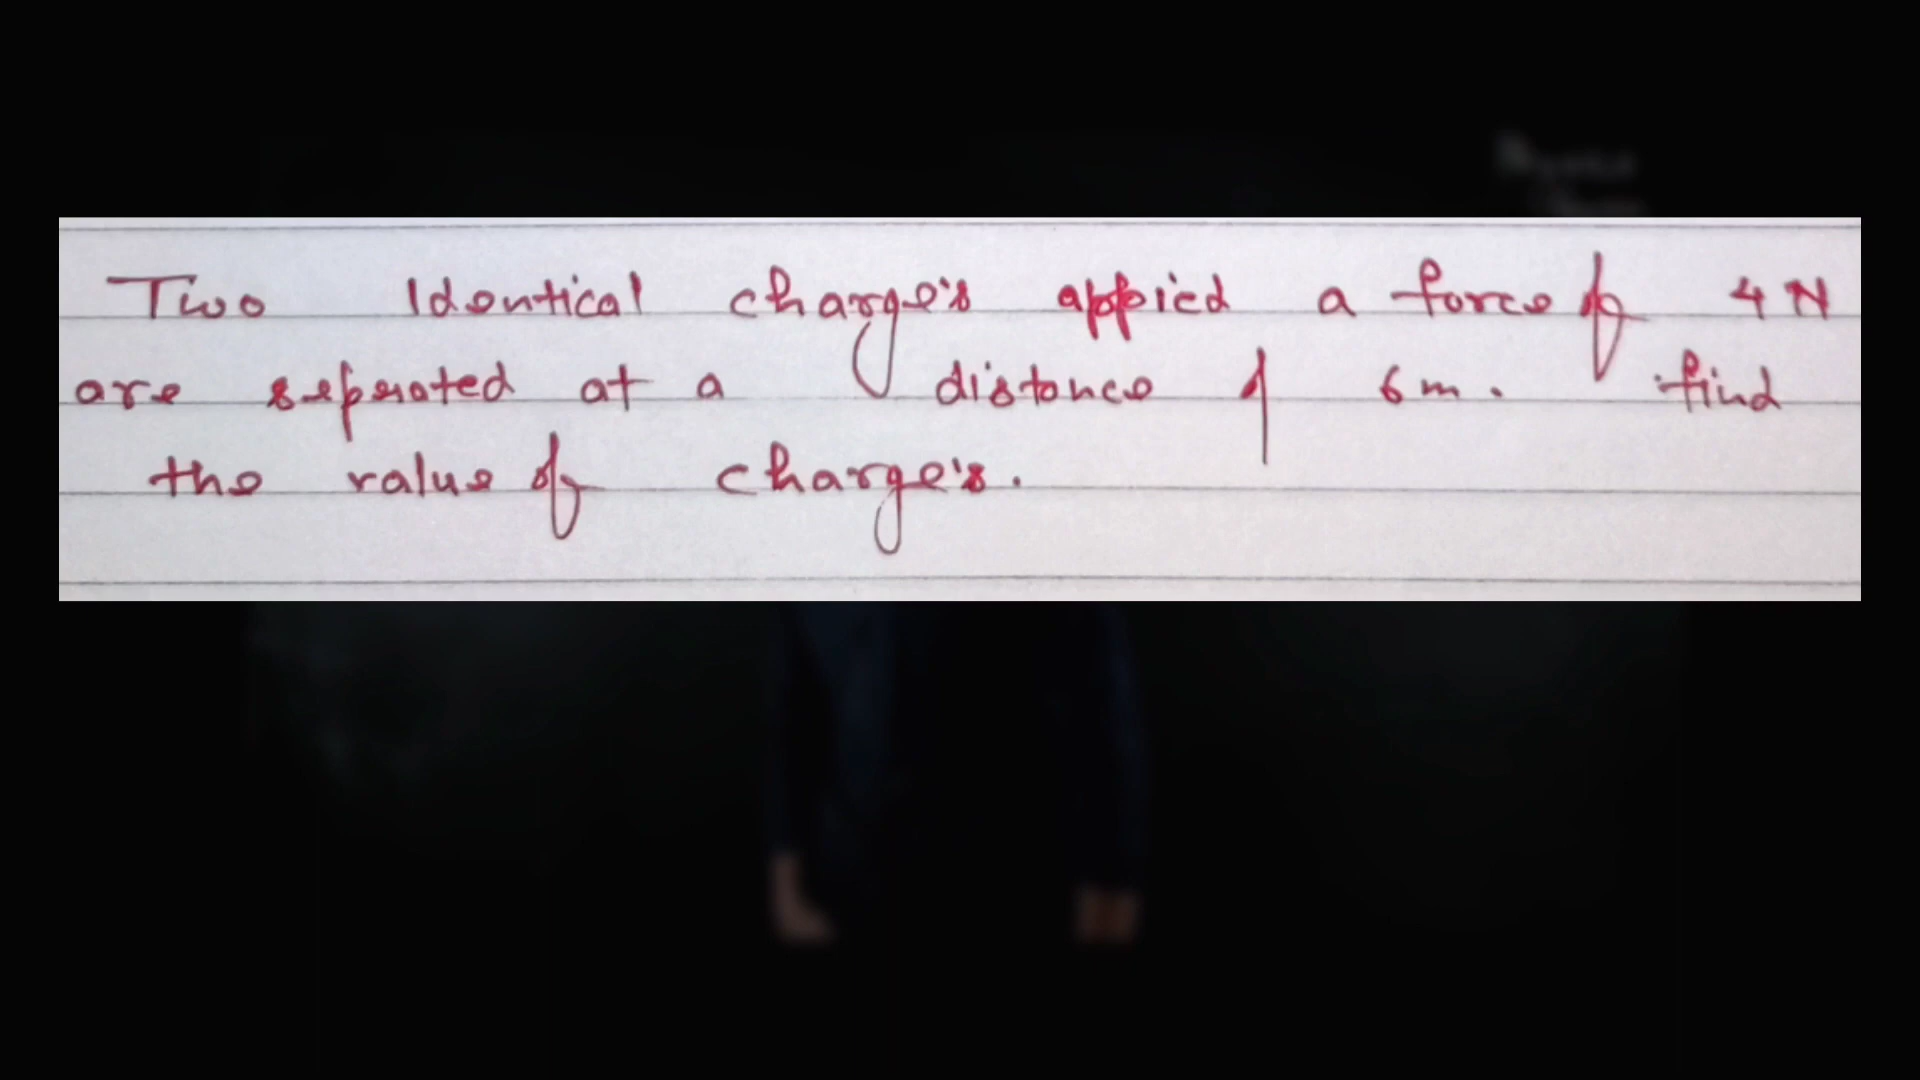 Two Identical charge's appied a force of 4N
are seperated at a distance of 6m. find
the value of charge's.